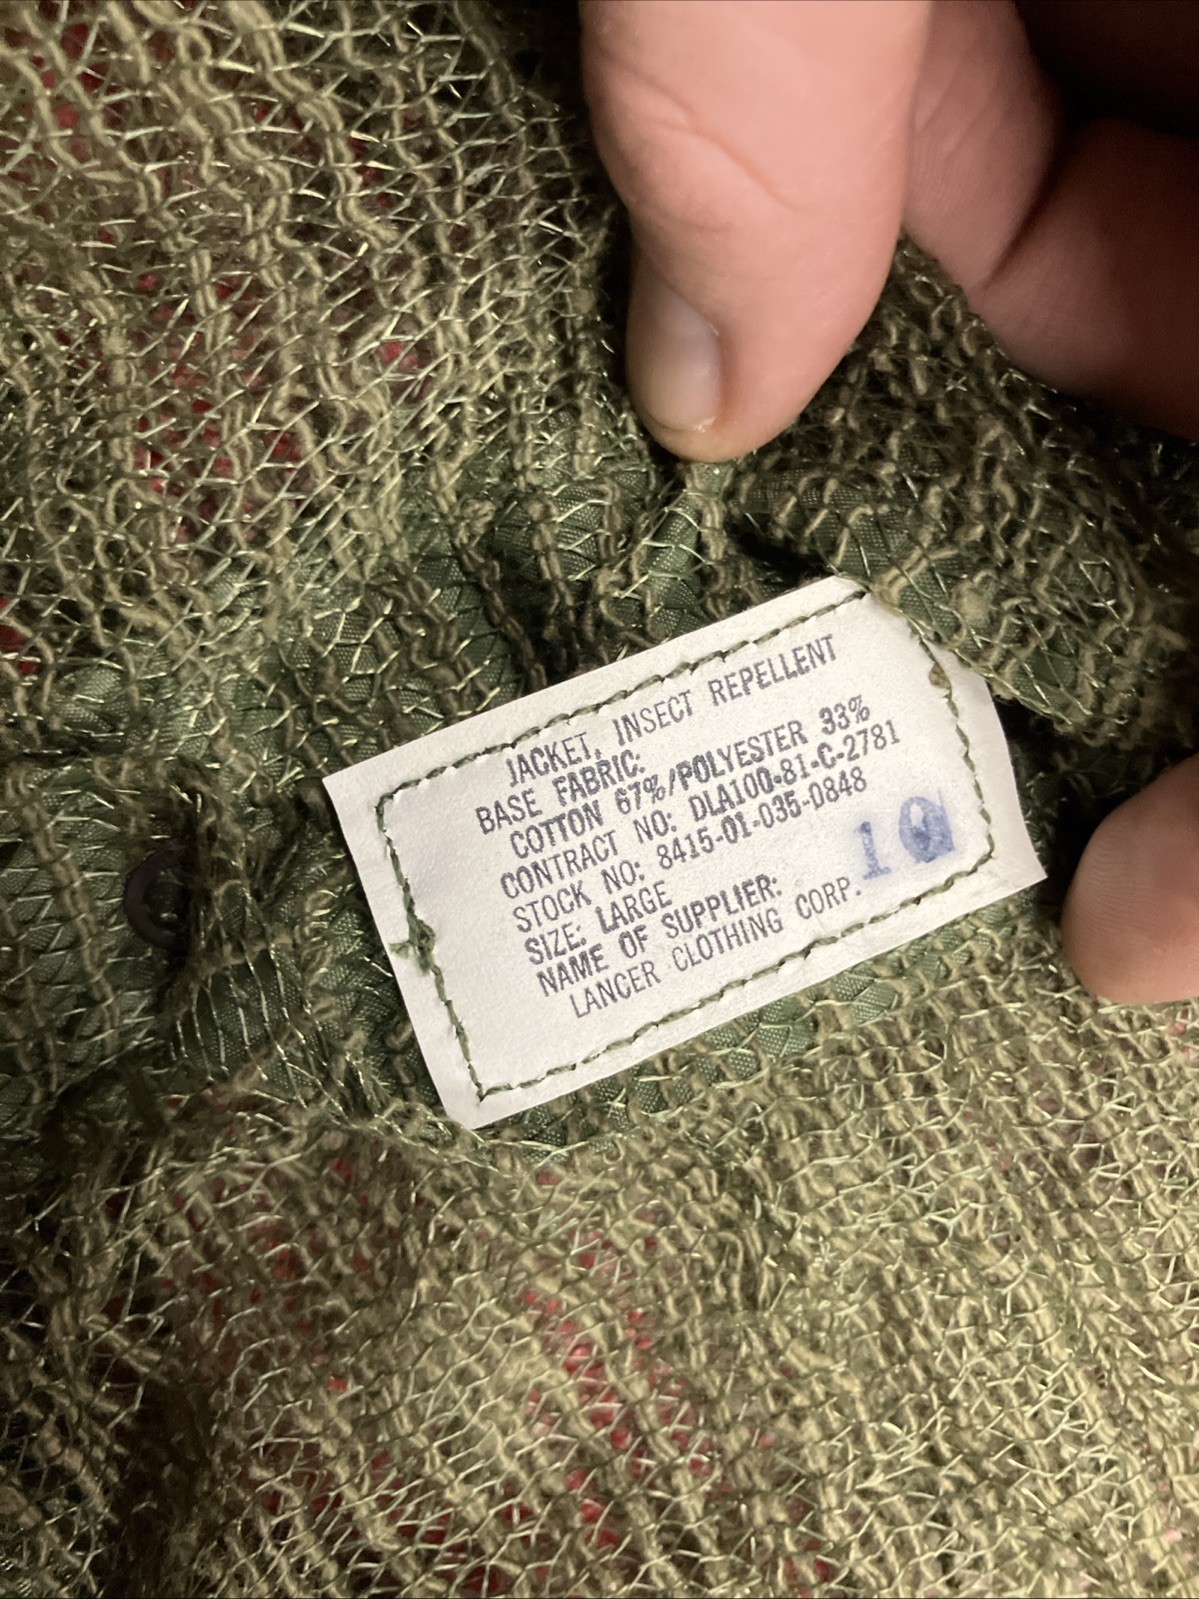 JACKET, INSECT REPELLENT
BASE FABRIC:
COTTON 67%/POLYESTER 33%
CONTRACT NO: DLA100-81-C-2781
STOCK NO: 8415-01-035-0848
SIZE: LARGE
NAME OF SUPPLIER:
LANCER CLOTHING CORP.